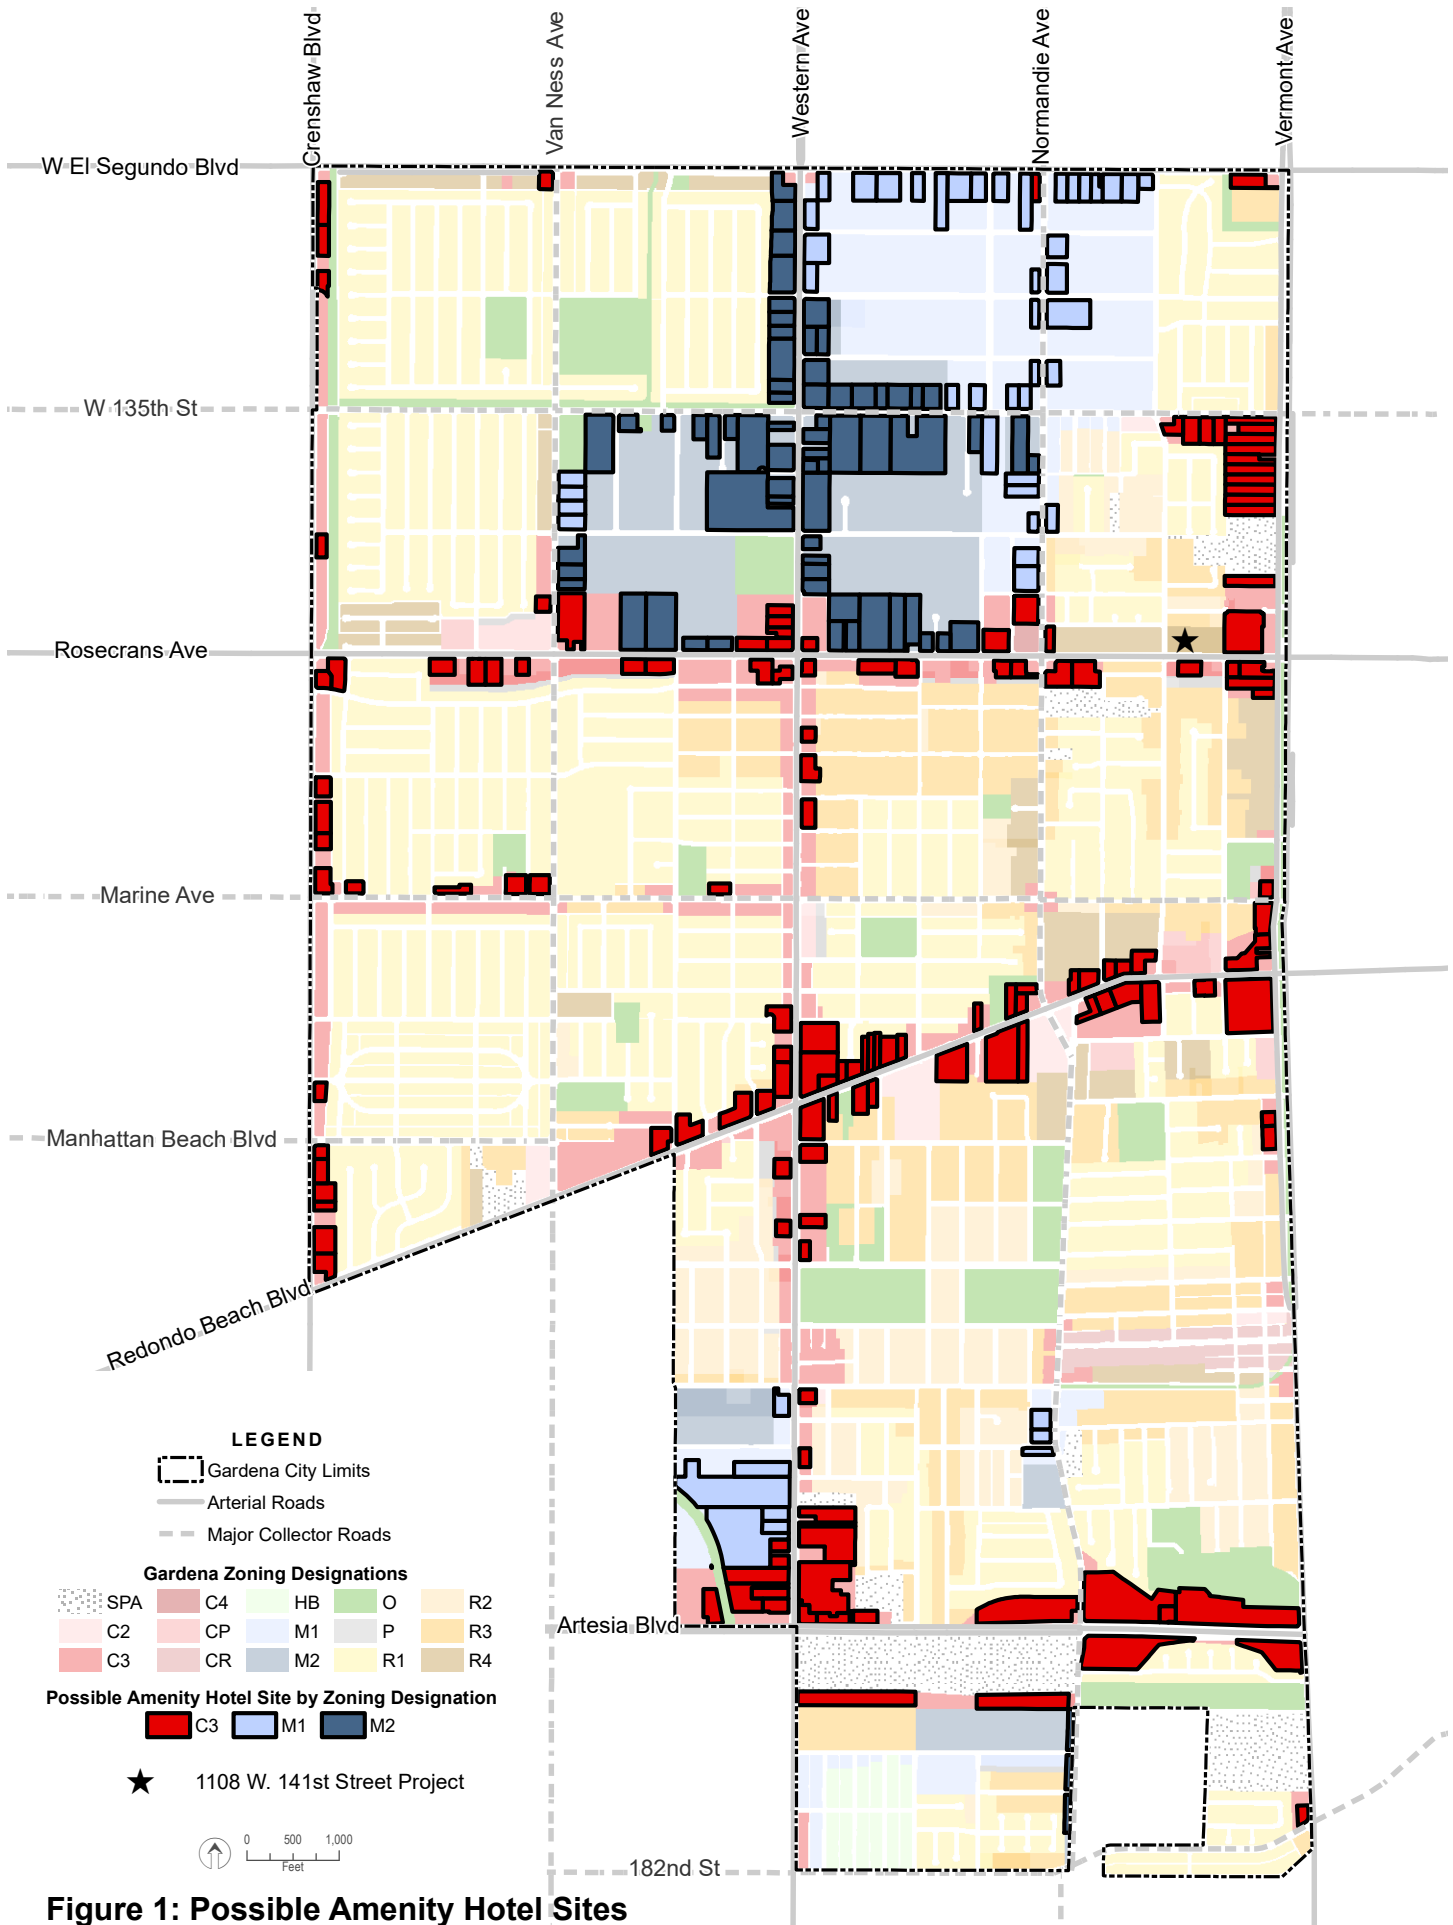 Crenshaw Blvd
Van Ness Ave
Western Ave
Normandie Ave
Vermont Ave
W El Segundo Blvd
W 135th St
Rosecrans Ave
Marine Ave
Manhattan Beach Blvd
Redondo Beach Blvd
Artesia Blvd
182nd St
LEGEND
Gardena City Limits
Arterial Roads
Major Collector Roads
Gardena Zoning Designations
SPA C4 HB O R2
C2 CP M1 P R3
C3 CR M2 R1 R4
Possible Amenity Hotel Site by Zoning Designation
C3 M1 M2
1108 W. 141st Street Project
0 500 1,000
Feet
Figure 1: Possible Amenity Hotel Sites